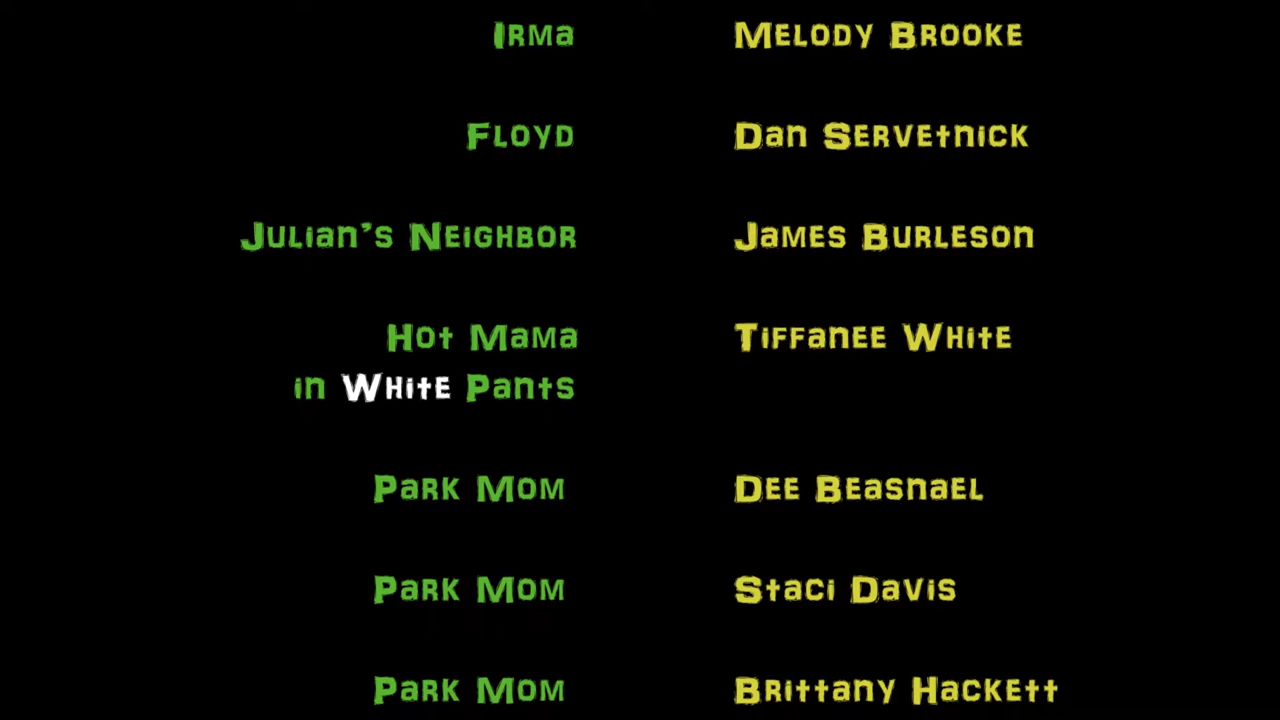 Irma Melody Brooke
Floyd Dan Servetnick
Julian's Neighbor James Burleson
Hot Mama Tiffanee White
in White Pants
Park Mom Dee Beasnael
Park Mom Staci Davis
Park Mom Brittany Hackett